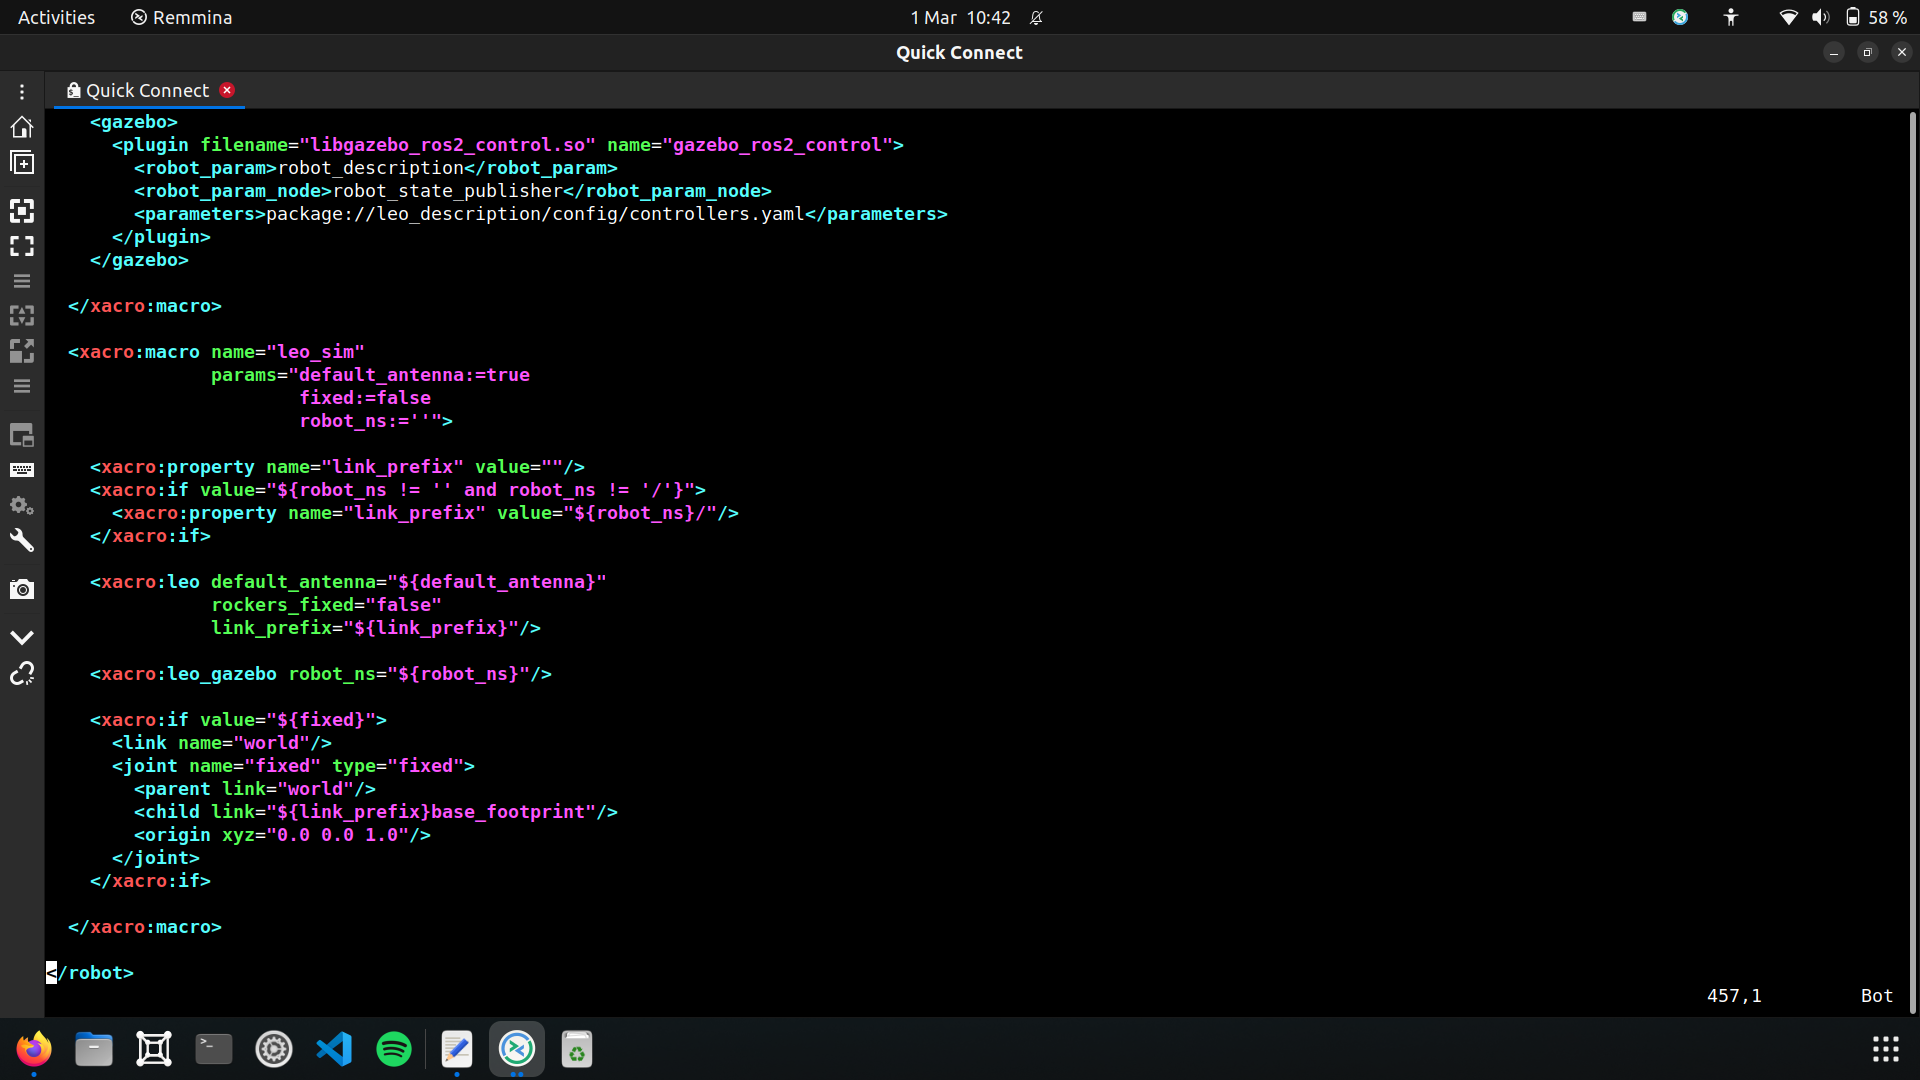 Activities Remmina 1 Mar 10:42 58 %
Quick Connect
Quick Connect
<gazebo>
<plugin filename="libgazebo_ros2_control.so" name="gazebo_ros2_control">
<robot_param>robot_description</robot_param>
<robot_param_node>robot_state_publisher</robot_param_node>
<parameters>package://leo_description/config/controllers.yaml</parameters>
</plugin>
</gazebo>
</xacro:macro>
<xacro:macro name="leo_sim"
params="default_antenna:=true
fixed:=false
robot_ns:=''">
<xacro:property name="link_prefix" value=""/>
<xacro:if value="${robot_ns != '' and robot_ns != '/'}">
<xacro:property name="link_prefix" value="${robot_ns}/"/>
</xacro:if>
<xacro:leo default_antenna="${default_antenna}"
rockers_fixed="false"
link_prefix="${link_prefix}"/>
<xacro:leo_gazebo robot_ns="${robot_ns}"/>
<xacro:if value="${fixed}">
<link name="world"/>
<joint name="fixed" type="fixed">
<parent link="world"/>
<child link="${link_prefix}base_footprint"/>
<origin xyz="0.0 0.0 1.0"/>
</joint>
</xacro:if>
</xacro:macro>
</robot>
457,1 Bot